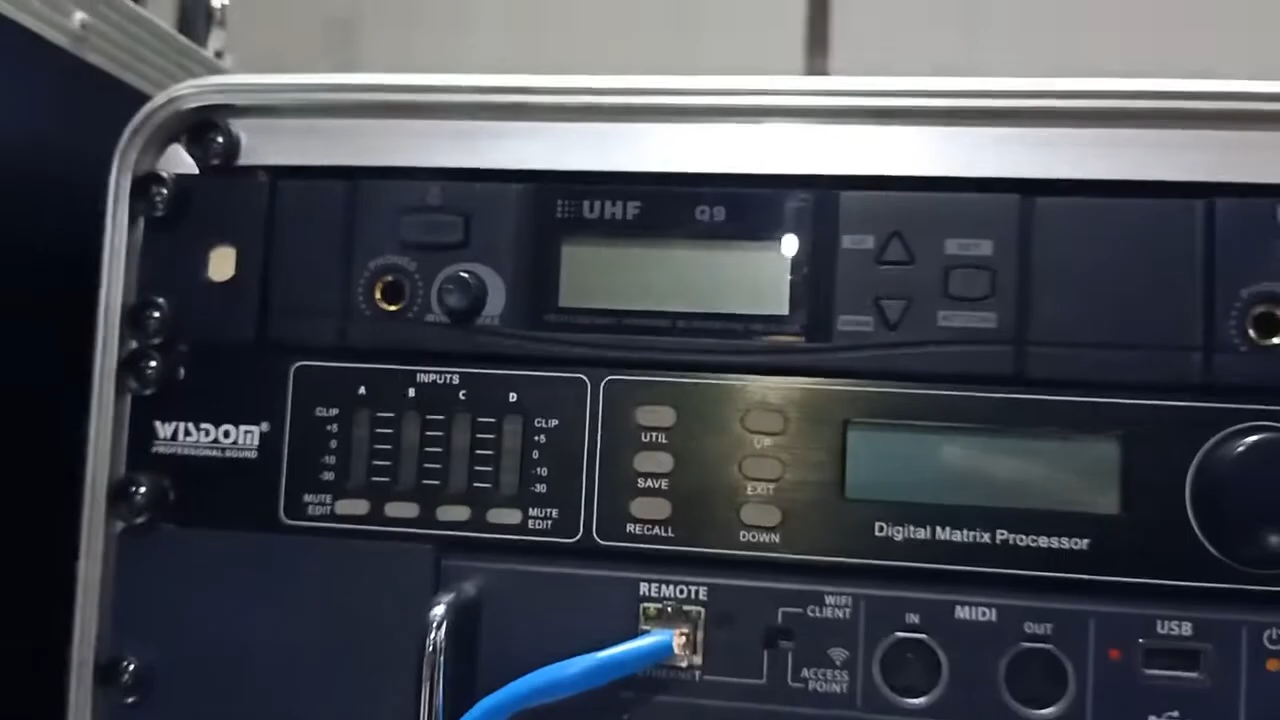 UHF Q9
PHONES
WISDOM®
PROFESSIONAL SOUND
INPUTS
A B C D
CLIP CLIP
+5 +5
0 0
-10 -10
-30 -30
MUTE EDIT MUTE EDIT
UTIL UP
SAVE EXIT
RECALL DOWN
Digital Matrix Processor
REMOTE
ETHERNET
WIFI
CLIENT
ACCESS
POINT
MIDI
IN OUT
USB